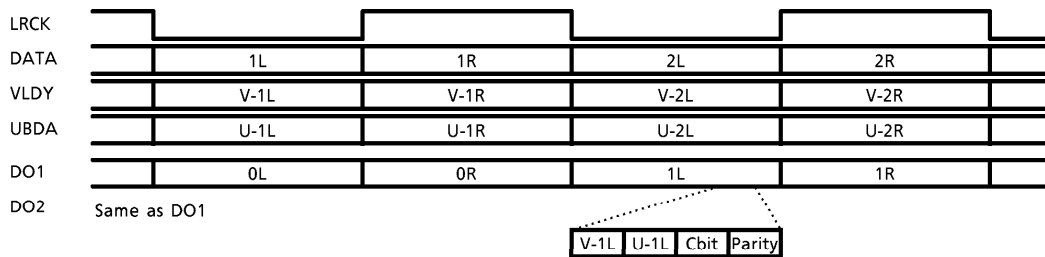 LRCK
DATA 1L 1R 2L 2R
VLDY V-1L V-1R V-2L V-2R
UBDA U-1L U-1R U-2L U-2R
DO1 0L 0R 1L 1R
DO2 Same as DO1
V-1L U-1L Cbit Parity